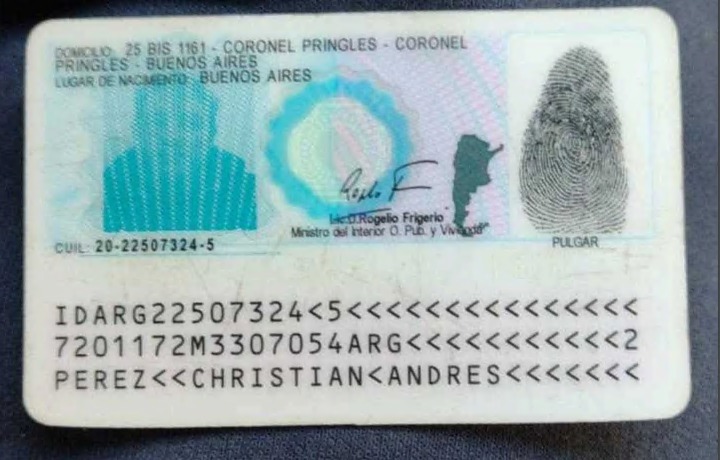 DOMICILIO: 25 BIS 1161 - CORONEL PRINGLES - CORONEL
PRINGLES - BUENOS AIRES
LUGAR DE NACIMIENTO: BUENOS AIRES
Lic. D. Rogelio Frigerio
Ministro del Interior O. Pub. y Vivienda
CUIL: 20-22507324-5
PULGAR
IDARG22507324<5<<<<<<<<<<<<<<<
7201172M3307054ARG<<<<<<<<<<<2
PEREZ<<CHRISTIAN<ANDRES<<<<<<<